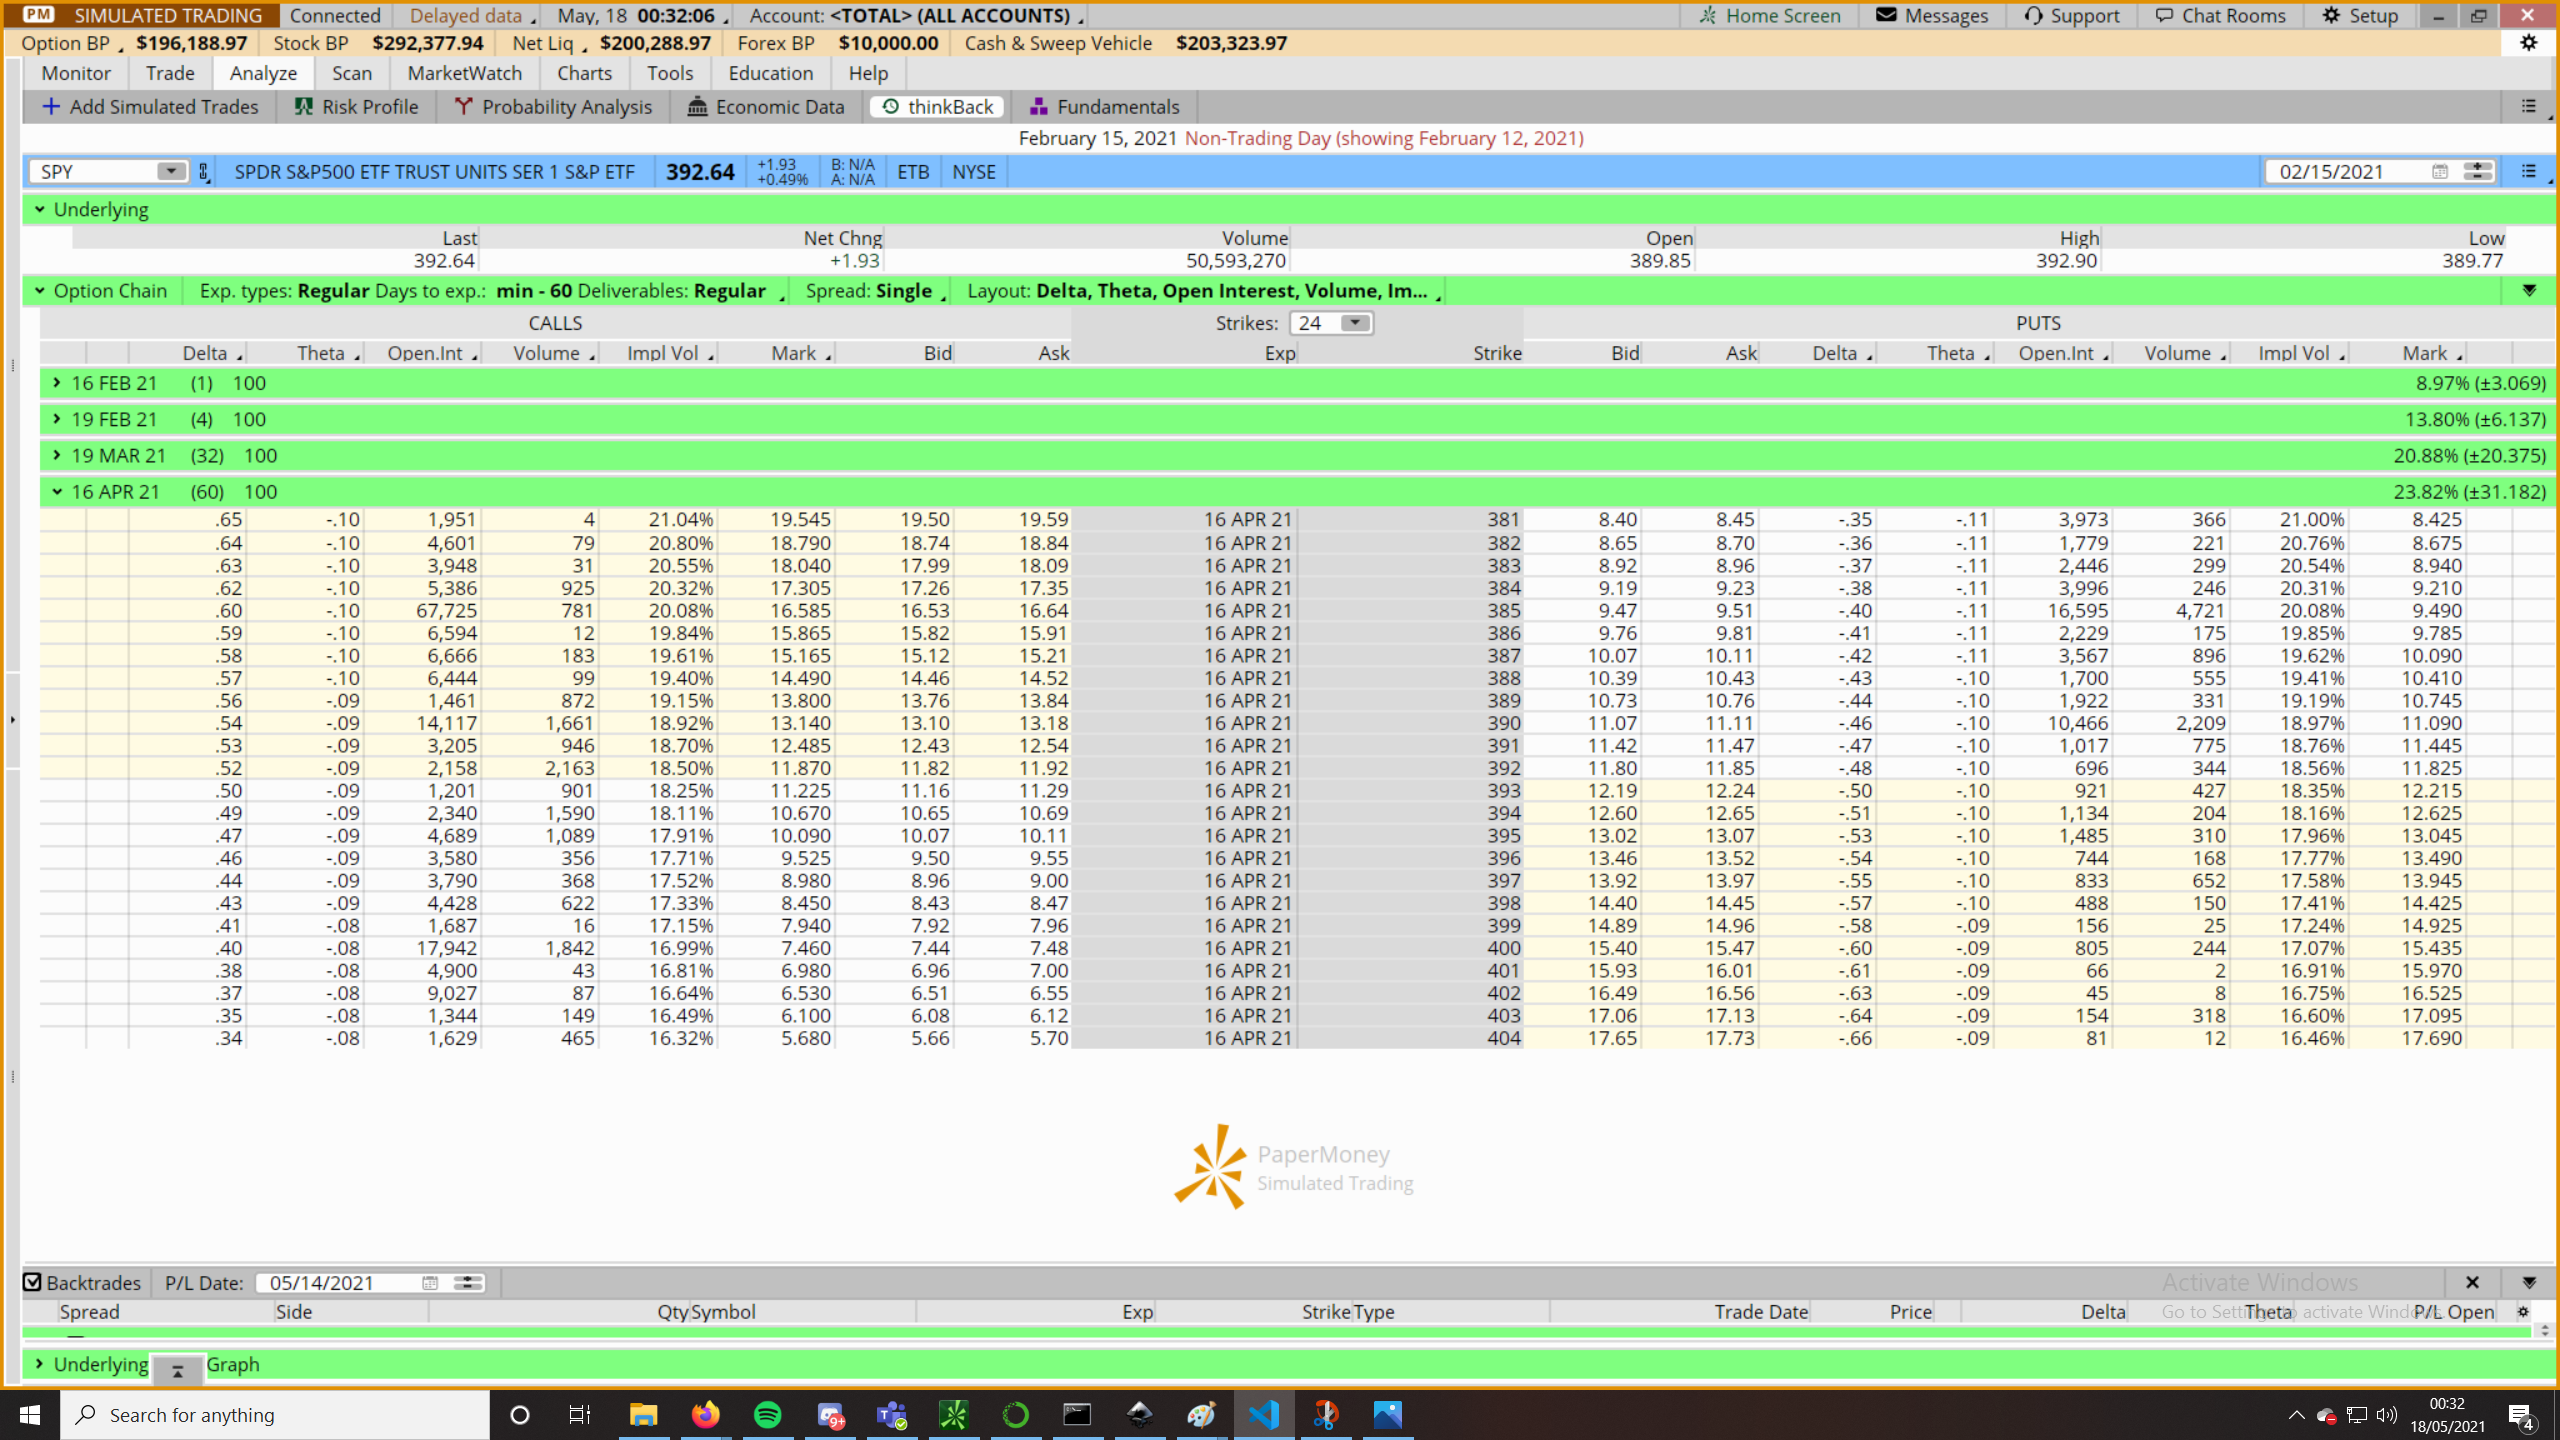 PM SIMULATED TRADING Connected Delayed data May, 18 00:32:06 Account: <TOTAL> (ALL ACCOUNTS) Home Screen Messages Support Chat Rooms Setup
Option BP $196,188.97 Stock BP $292,377.94 Net Liq $200,288.97 Forex BP $10,000.00 Cash & Sweep Vehicle $203,323.97
Monitor Trade Analyze Scan MarketWatch Charts Tools Education Help
Add Simulated Trades Risk Profile Probability Analysis Economic Data thinkBack Fundamentals
February 15, 2021 Non-Trading Day (showing February 12, 2021)
SPY SPDR S&P500 ETF TRUST UNITS SER 1 S&P ETF 392.64 +1.93 +0.49% B: N/A A: N/A ETB NYSE 02/15/2021
Underlying
Last Net Chng Volume Open High Low
392.64 +1.93 50,593,270 389.85 392.90 389.77
Option Chain Exp. types: Regular Days to exp.: min - 60 Deliverables: Regular Spread: Single Layout: Delta, Theta, Open Interest, Volume, Im...
CALLS Strikes: 24 PUTS
Delta Theta Open.Int Volume Impl Vol Mark Bid Ask Exp Strike Bid Ask Delta Theta Open.Int Volume Impl Vol Mark
16 FEB 21 (1) 100 8.97% (±3.069)
19 FEB 21 (4) 100 13.80% (±6.137)
19 MAR 21 (32) 100 20.88% (±20.375)
16 APR 21 (60) 100 23.82% (±31.182)
.65 -.10 1,951 4 21.04% 19.545 19.50 19.59 16 APR 21 381 8.40 8.45 -.35 -.11 3,973 366 21.00% 8.425
.64 -.10 4,601 79 20.80% 18.790 18.74 18.84 16 APR 21 382 8.65 8.70 -.36 -.11 1,779 221 20.76% 8.675
.63 -.10 3,948 31 20.55% 18.040 17.99 18.09 16 APR 21 383 8.92 8.96 -.37 -.11 2,446 299 20.54% 8.940
.62 -.10 5,386 925 20.32% 17.305 17.26 17.35 16 APR 21 384 9.19 9.23 -.38 -.11 3,996 246 20.31% 9.210
.60 -.10 67,725 781 20.08% 16.585 16.53 16.64 16 APR 21 385 9.47 9.51 -.40 -.11 16,595 4,721 20.08% 9.490
.59 -.10 6,594 12 19.84% 15.865 15.82 15.91 16 APR 21 386 9.76 9.81 -.41 -.11 2,229 175 19.85% 9.785
.58 -.10 6,666 183 19.61% 15.165 15.12 15.21 16 APR 21 387 10.07 10.11 -.42 -.11 3,567 896 19.62% 10.090
.57 -.10 6,444 99 19.40% 14.490 14.46 14.52 16 APR 21 388 10.39 10.43 -.43 -.10 1,700 555 19.41% 10.410
.56 -.09 1,461 872 19.15% 13.800 13.76 13.84 16 APR 21 389 10.73 10.76 -.44 -.10 1,922 331 19.19% 10.745
.54 -.09 14,117 1,661 18.92% 13.140 13.10 13.18 16 APR 21 390 11.07 11.11 -.46 -.10 10,466 2,209 18.97% 11.090
.53 -.09 3,205 946 18.70% 12.485 12.43 12.54 16 APR 21 391 11.42 11.47 -.47 -.10 1,017 775 18.76% 11.445
.52 -.09 2,158 2,163 18.50% 11.870 11.82 11.92 16 APR 21 392 11.80 11.85 -.48 -.10 696 344 18.56% 11.825
.50 -.09 1,201 901 18.25% 11.225 11.16 11.29 16 APR 21 393 12.19 12.24 -.50 -.10 921 427 18.35% 12.215
.49 -.09 2,340 1,590 18.11% 10.670 10.65 10.69 16 APR 21 394 12.60 12.65 -.51 -.10 1,134 204 18.16% 12.625
.47 -.09 4,689 1,089 17.91% 10.090 10.07 10.11 16 APR 21 395 13.02 13.07 -.53 -.10 1,485 310 17.96% 13.045
.46 -.09 3,580 356 17.71% 9.525 9.50 9.55 16 APR 21 396 13.46 13.52 -.54 -.10 744 168 17.77% 13.490
.44 -.09 3,790 368 17.52% 8.980 8.96 9.00 16 APR 21 397 13.92 13.97 -.55 -.10 833 652 17.58% 13.945
.43 -.09 4,428 622 17.33% 8.450 8.43 8.47 16 APR 21 398 14.40 14.45 -.57 -.10 488 150 17.41% 14.425
.41 -.08 1,687 16 17.15% 7.940 7.92 7.96 16 APR 21 399 14.89 14.96 -.58 -.09 156 25 17.24% 14.925
.40 -.08 17,942 1,842 16.99% 7.460 7.44 7.48 16 APR 21 400 15.40 15.47 -.60 -.09 805 244 17.07% 15.435
.38 -.08 4,900 43 16.81% 6.980 6.96 7.00 16 APR 21 401 15.93 16.01 -.61 -.09 66 2 16.91% 15.970
.37 -.08 9,027 87 16.64% 6.530 6.51 6.55 16 APR 21 402 16.49 16.56 -.63 -.09 45 8 16.75% 16.525
.35 -.08 1,344 149 16.49% 6.100 6.08 6.12 16 APR 21 403 17.06 17.13 -.64 -.09 154 318 16.60% 17.095
.34 -.08 1,629 465 16.32% 5.680 5.66 5.70 16 APR 21 404 17.65 17.73 -.66 -.09 81 12 16.46% 17.690
PaperMoney
Simulated Trading
Backtrades P/L Date: 05/14/2021 Activate Windows
Spread Side Qty Symbol Exp Strike Type Trade Date Price Delta Theta P/L Open
Go to Settings to activate Windows.
Underlying Graph
Search for anything 9+ 00:32
18/05/2021 4